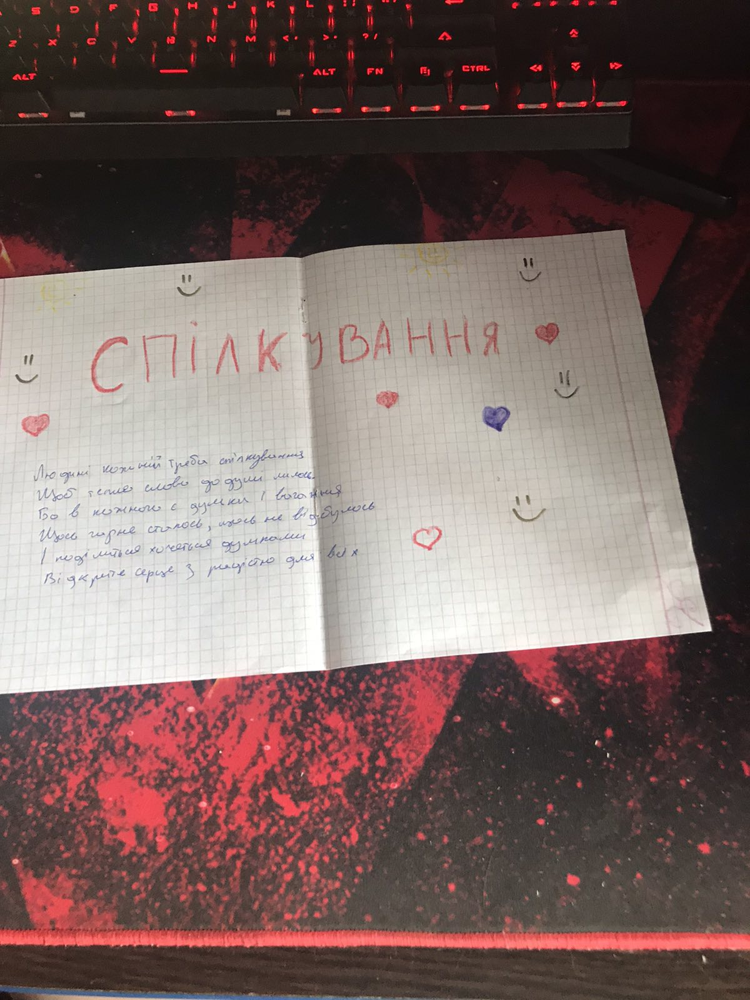 S D F G H J K L
Z X C V B N M < , > . ? /
ALT ALT FN CTRL
СПІЛКУВАННЯ
Людині кожній треба спілкування
Щоб тепле слово до душі лилось.
Бо в кожного є думки і вагання
Щось гарне сталось, щось не відбулось
І поділиться хочеться думками
Відкрите серце з радістю для всіх